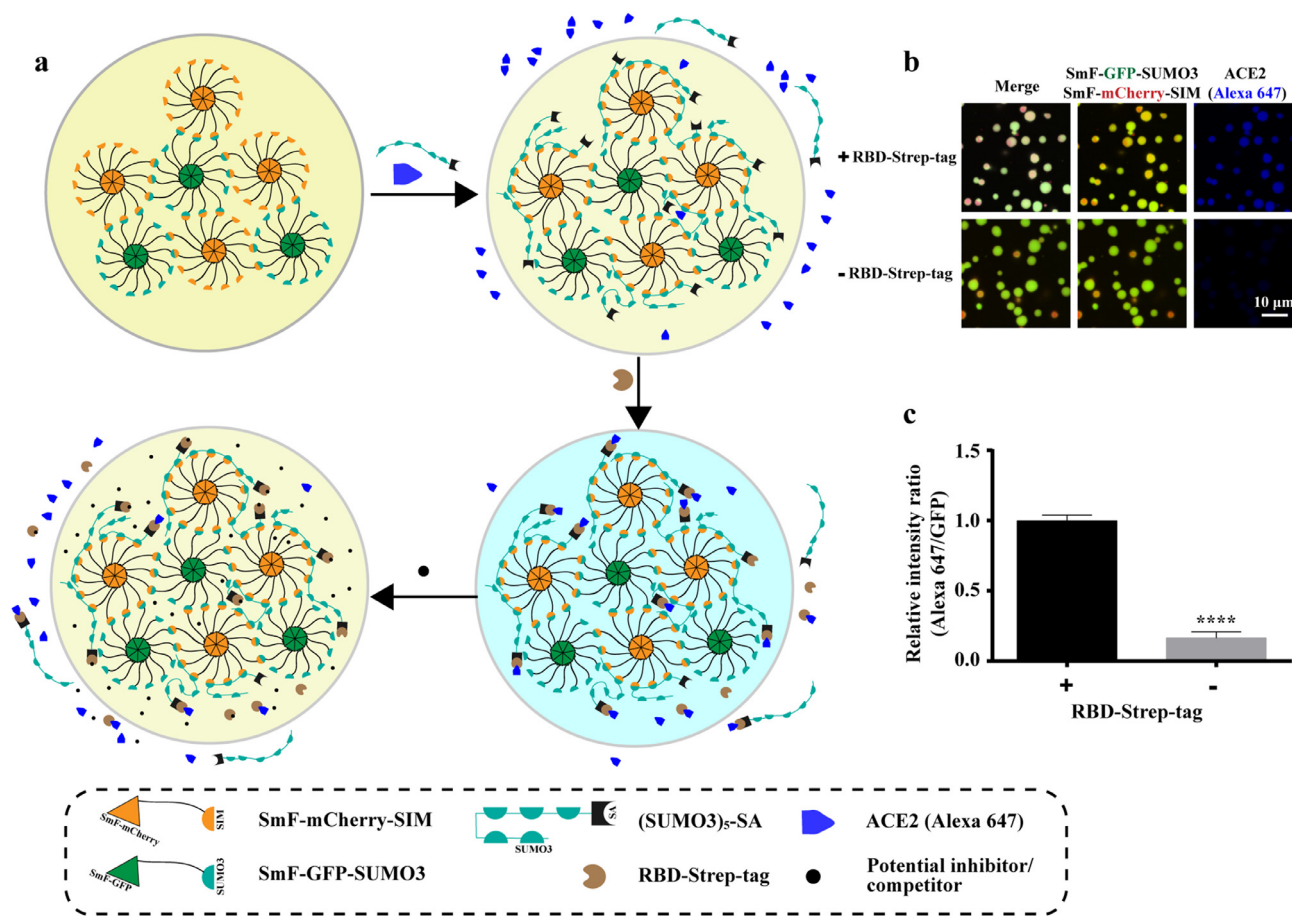 a
b
Merge
SmF-GFP-SUMO3
SmF-mCherry-SIM
ACE2
(Alexa 647)
+ RBD-Strep-tag
- RBD-Strep-tag
10 μm
c
Relative intensity ratio
(Alexa 647/GFP)
1.5
1.0
0.5
0.0
****
+ -
RBD-Strep-tag
SmF-mCherry
SIM
SmF-mCherry-SIM
SUMO3
SA
(SUMO3)₅-SA
ACE2 (Alexa 647)
SmF-GFP
SUMO3
SmF-GFP-SUMO3
RBD-Strep-tag
Potential inhibitor/
competitor